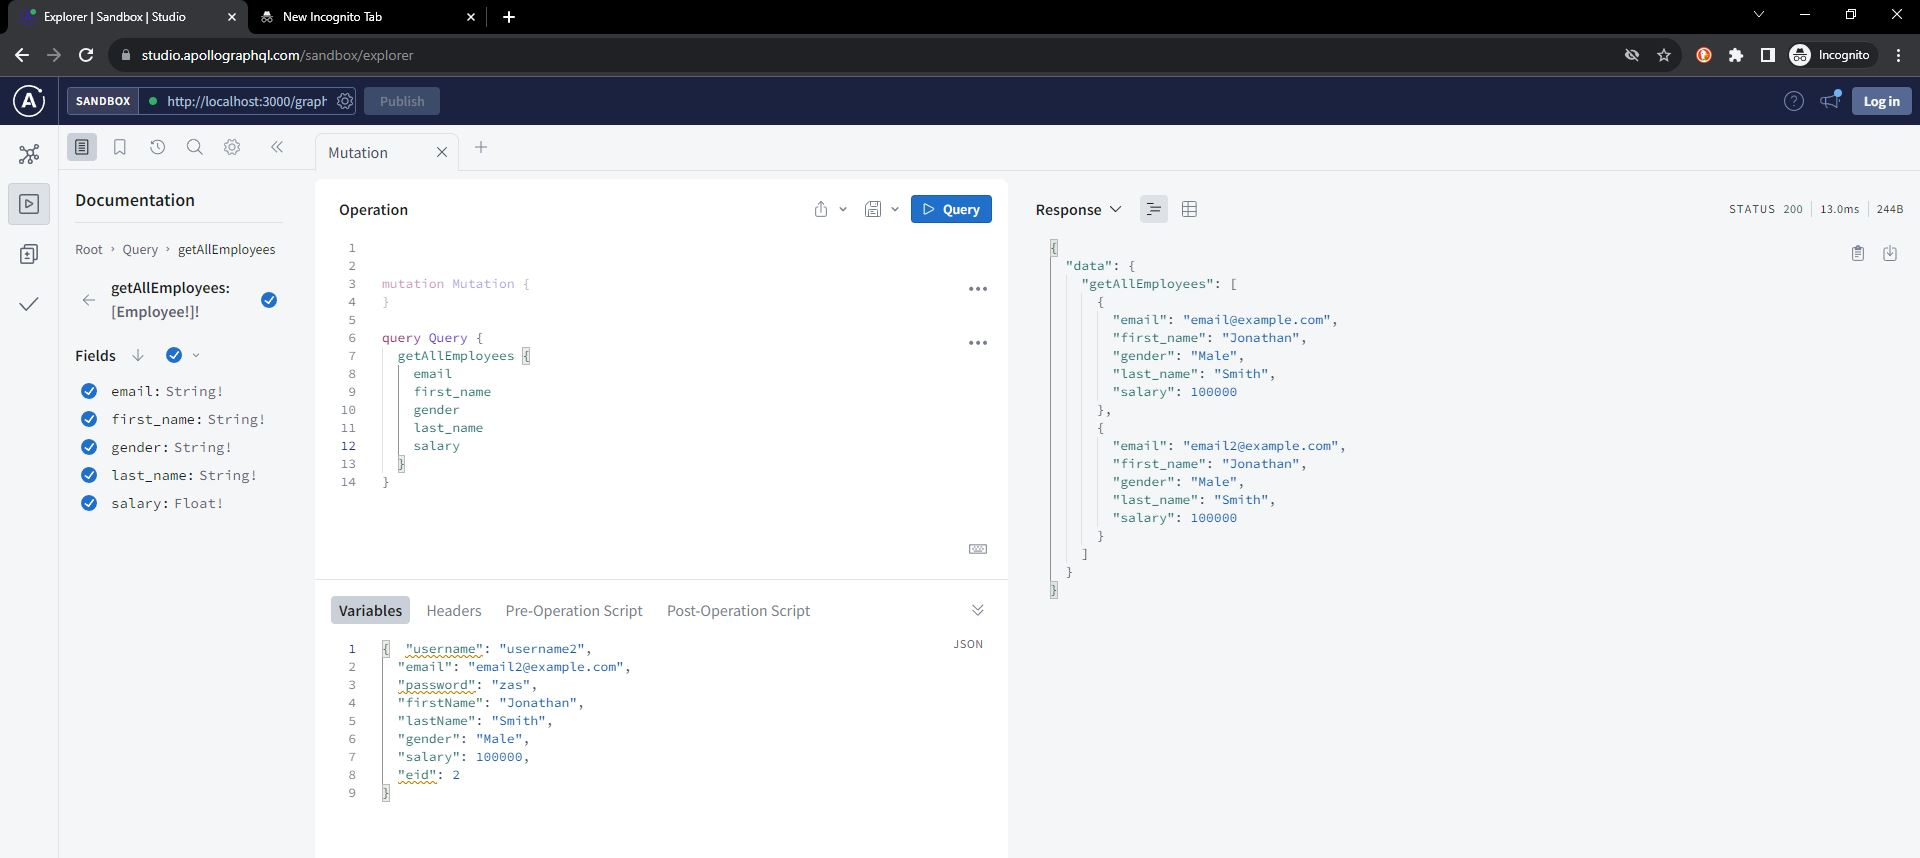 Explorer | Sandbox | Studio
New Incognito Tab
studio.apollographql.com/sandbox/explorer
Incognito
A
SANDBOX
http://localhost:3000/graph
Publish
Log in
Mutation
Documentation
Root › Query › getAllEmployees
getAllEmployees:
[Employee!]!
Fields
email: String!
first_name: String!
gender: String!
last_name: String!
salary: Float!
Operation
Query
1
2
3 mutation Mutation {
4 }
5
6 query Query {
7 getAllEmployees {
8 email
9 first_name
10 gender
11 last_name
12 salary
13 }
14 }
Variables
Headers
Pre-Operation Script
Post-Operation Script
JSON
1 { "username": "username2",
2 "email": "email2@example.com",
3 "password": "zas",
4 "firstName": "Jonathan",
5 "lastName": "Smith",
6 "gender": "Male",
7 "salary": 100000,
8 "eid": 2
9 }
Response
STATUS 200
13.0ms
244B
{
"data": {
"getAllEmployees": [
{
"email": "email@example.com",
"first_name": "Jonathan",
"gender": "Male",
"last_name": "Smith",
"salary": 100000
},
{
"email": "email2@example.com",
"first_name": "Jonathan",
"gender": "Male",
"last_name": "Smith",
"salary": 100000
}
]
}
}